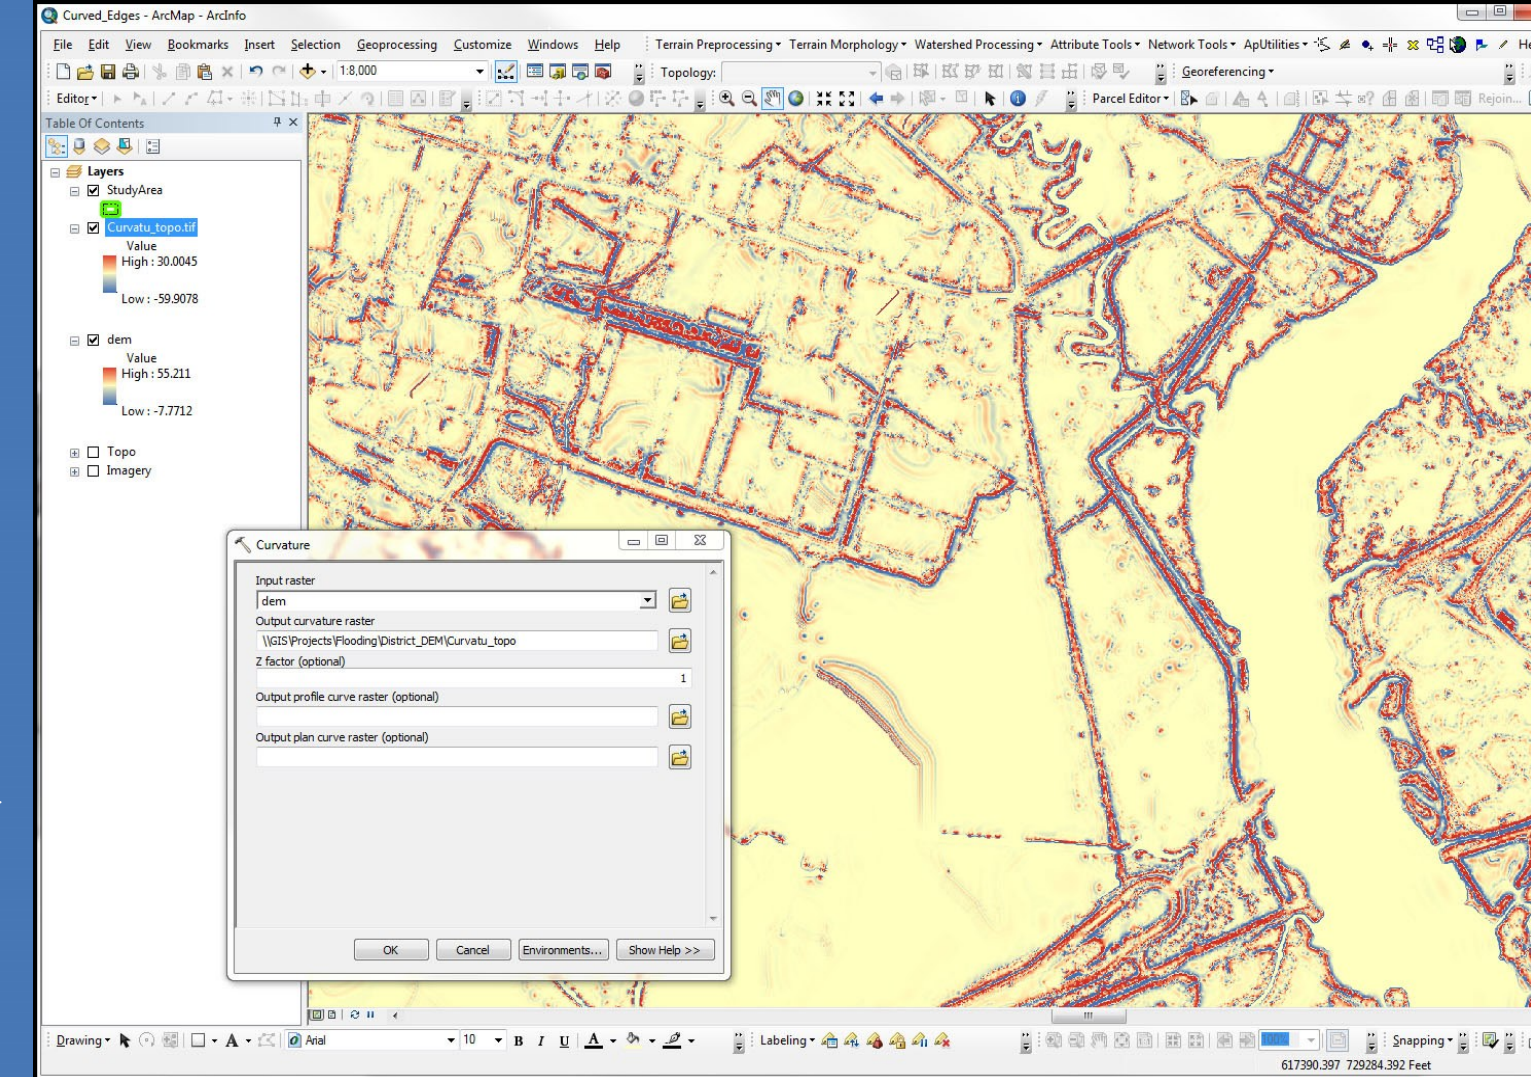 Curved_Edges - ArcMap - ArcInfo
File Edit View Bookmarks Insert Selection Geoprocessing Customize Windows Help Terrain Preprocessing Terrain Morphology Watershed Processing Attribute Tools Network Tools ApUtilities He
1:8,000 Topology: Georeferencing
Editor Parcel Editor Rejoin...
Table Of Contents
Layers
StudyArea
Curvatu_topo.tif
Value
High : 30.0045
Low : -59.9078
dem
Value
High : 55.211
Low : -7.7712
Topo
Imagery
Curvature
Input raster
dem
Output curvature raster
\\GIS\Projects\Flooding\District_DEM\Curvatu_topo
Z factor (optional)
1
Output profile curve raster (optional)
Output plan curve raster (optional)
OK Cancel Environments... Show Help >>
Drawing A Arial 10 B I U A Labeling 100% Snapping
617390.397 729284.392 Feet